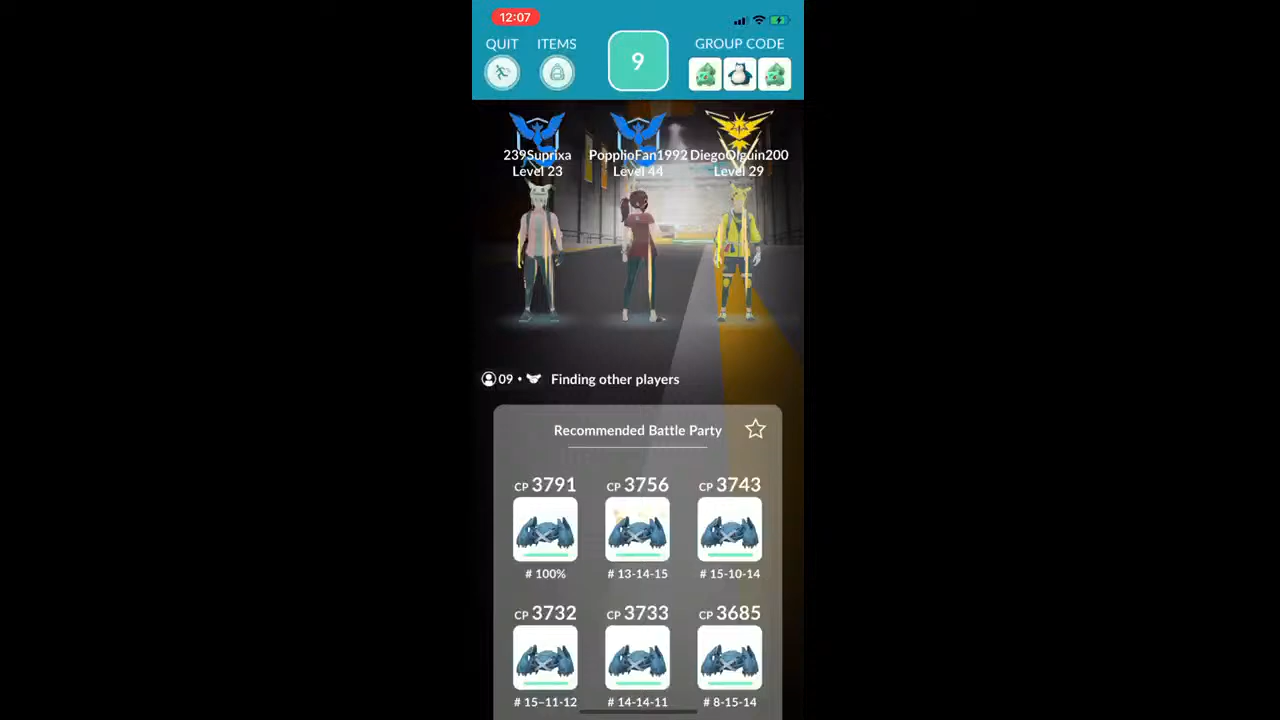 12:07
QUIT ITEMS 9 GROUP CODE
239Suprixa PopplioFan1992 DiegoOlguin200
Level 23 Level 44 Level 29
09 • Finding other players
Recommended Battle Party
CP 3791 CP 3756 CP 3743
# 100% # 13-14-15 # 15-10-14
CP 3732 CP 3733 CP 3685
# 15–11-12 # 14-14-11 # 8-15-14